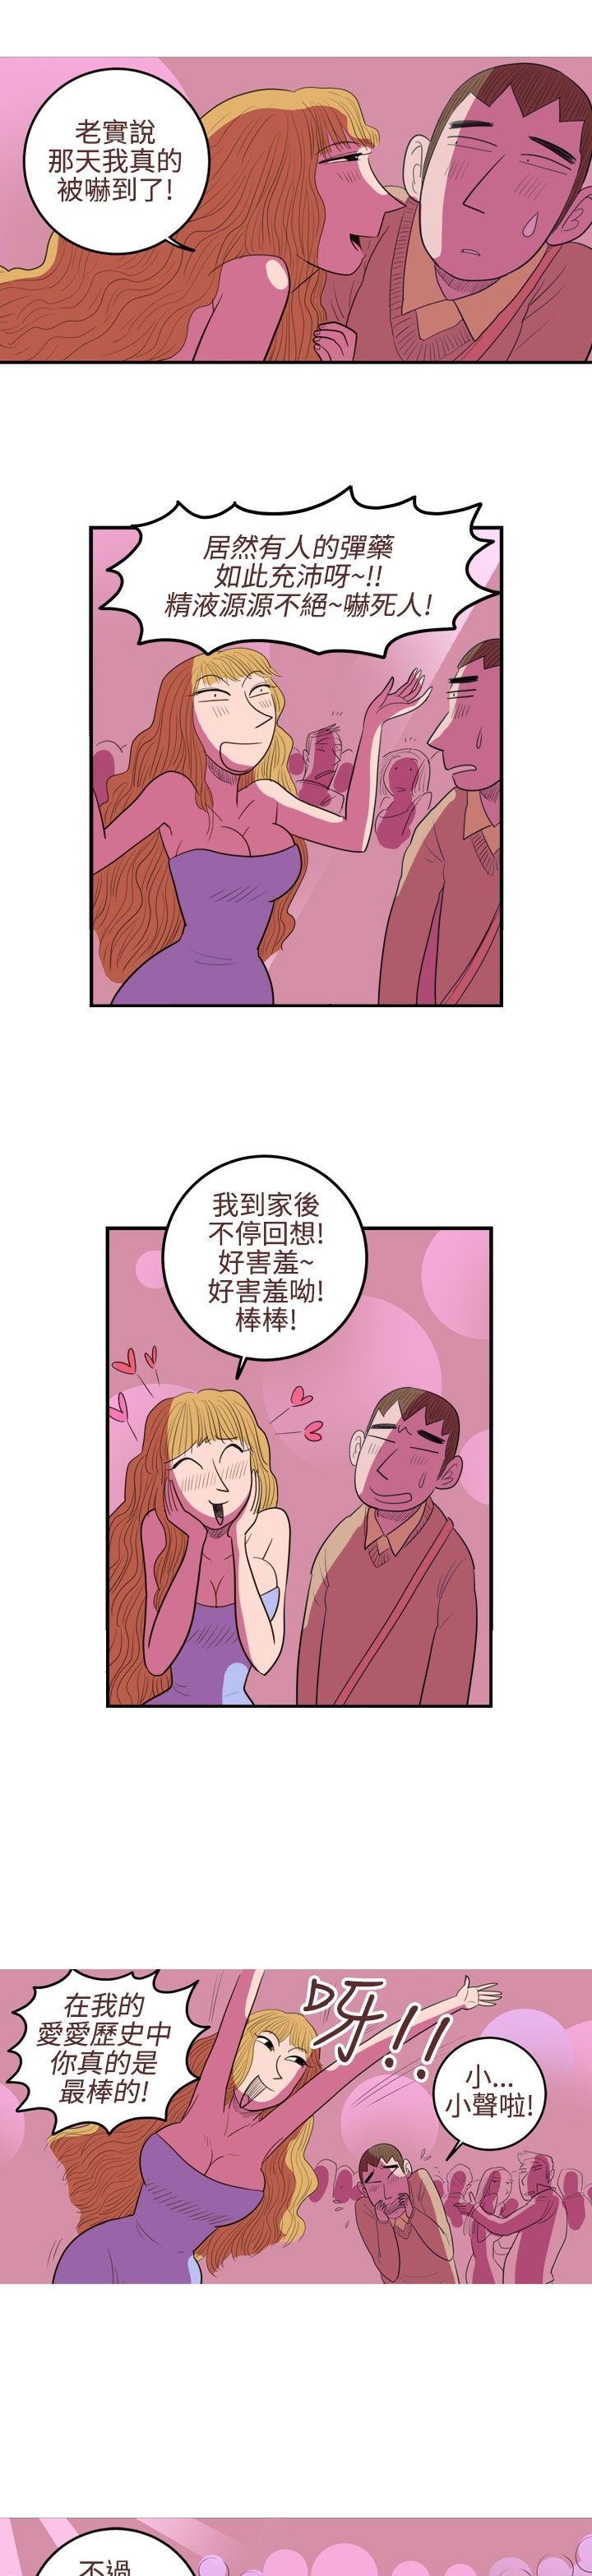 老實說
那天我真的
被嚇到了!
居然有人的彈藥
如此充沛呀~!!
精液源源不絕~嚇死人!
我到家後
不停回想!
好害羞~
好害羞呦!
棒棒!
在我的
愛愛歷史中
你真的是
最棒的!
呀!!
小...
小聲啦!
不過